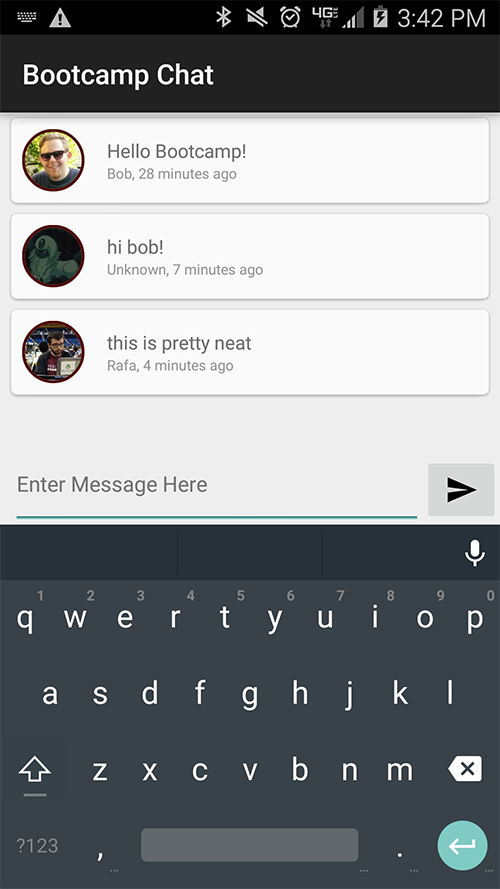 4G LTE 3:42 PM
Bootcamp Chat
Hello Bootcamp!
Bob, 28 minutes ago
hi bob!
Unknown, 7 minutes ago
this is pretty neat
Rafa, 4 minutes ago
Enter Message Here
1 2 3 4 5 6 7 8 9 0
q w e r t y u i o p
a s d f g h j k l
z x c v b n m
?123 , ... ... . ... ...